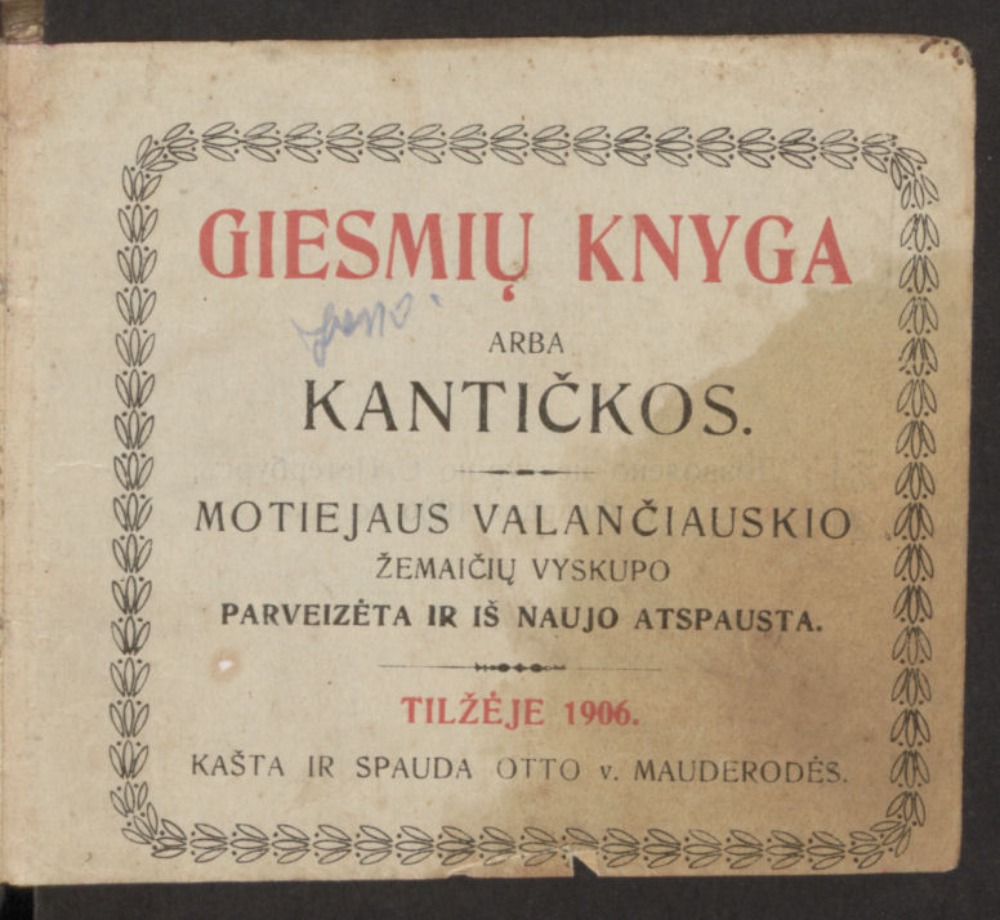 GIESMIŲ KNYGA
ARBA
KANTIČKOS.
MOTIEJAUS VALANČIAUSKIO
ŽEMAIČIŲ VYSKUPO
PARVEIZĖTA IR IŠ NAUJO ATSPAUSTA.
TILŽĖJE 1906.
KAŠTA IR SPAUDA OTTO v. MAUDERODĖS.